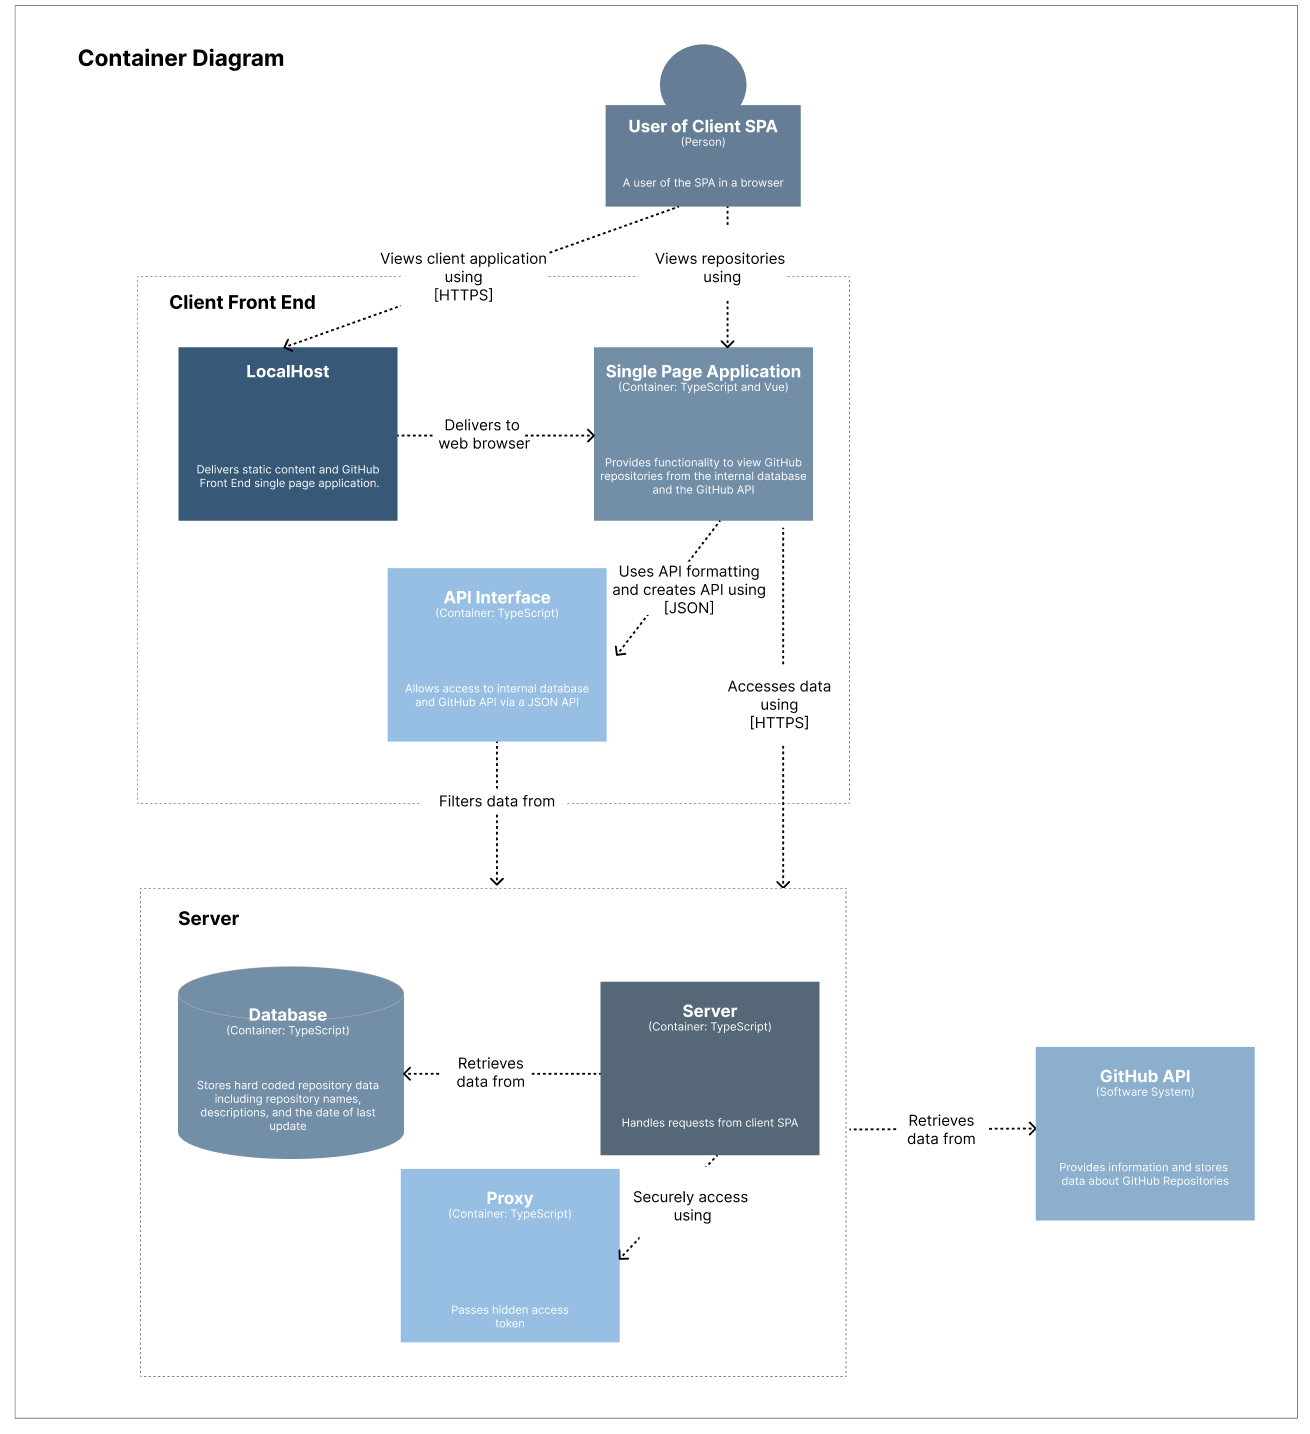 Container Diagram
User of Client SPA
(Person)
A user of the SPA in a browser
Views client application
using
[HTTPS]
Views repositories
using
Client Front End
LocalHost
Delivers static content and GitHub
Front End single page application.
Delivers to
web browser
Single Page Application
(Container: TypeScript and Vue)
Provides functionality to view GitHub
repositories from the internal database
and the GitHub API
Uses API formatting
and creates API using
[JSON]
API Interface
(Container: TypeScript)
Allows access to internal database
and GitHub API via a JSON API
Accesses data
using
[HTTPS]
Filters data from
Server
Database
(Container: TypeScript)
Stores hard coded repository data
including repository names,
descriptions, and the date of last
update
Retrieves
data from
Server
(Container: TypeScript)
Handles requests from client SPA
Retrieves
data from
GitHub API
(Software System)
Provides information and stores
data about GitHub Repositories
Securely access
using
Proxy
(Container: TypeScript)
Passes hidden access
token